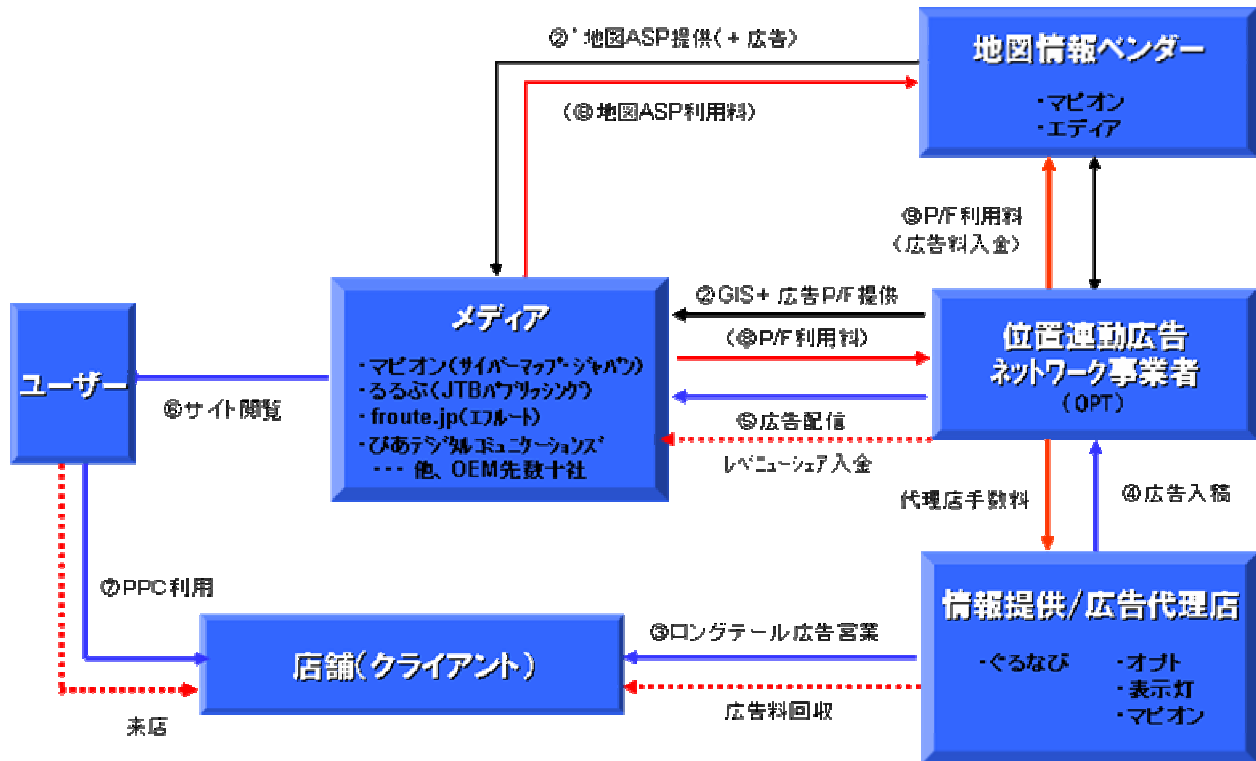 ②’地図ASP提供(+ 広告)
(⑧地図ASP利用料)
地図情報ベンダー
・マピオン
・エディア
⑨P/F利用料
(広告料入金)
メディア
・マピオン(サイバーマップ・ジャパン)
・るるぶ(JTBパブリッシング)
・froute.jp(エフルート)
・ぴあデジタルコミュニケーションズ
・・・ 他、OEM先数十社
②GIS+ 広告P/F提供
(⑧P/F利用料)
⑤広告配信
レベニューシェア入金
位置連動広告
ネットワーク事業者
(OPT)
ユーザー
⑥サイト閲覧
代理店手数料
④広告入稿
⑦PPC利用
来店
店舗(クライアント)
③ロングテール広告営業
広告料回収
情報提供/広告代理店
・ぐるなび
・オプト
・表示灯
・マピオン